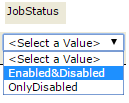 JobStatus
<Select a Value>
<Select a Value>
Enabled&Disabled
OnlyDisabled